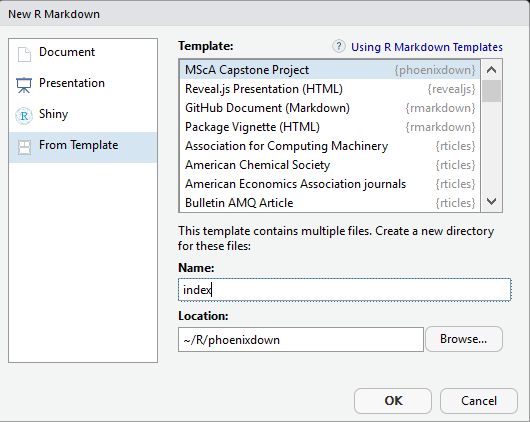 New R Markdown
Document
Presentation
Shiny
From Template
Template:
? Using R Markdown Templates
MScA Capstone Project {phoenixdown}
Reveal.js Presentation (HTML) {revealjs}
GitHub Document (Markdown) {rmarkdown}
Package Vignette (HTML) {rmarkdown}
Association for Computing Machinery {rticles}
American Chemical Society {rticles}
American Economics Association journals {rticles}
Bulletin AMQ Article {rticles}
This template contains multiple files. Create a new directory
for these files:
Name:
index
Location:
~/R/phoenixdown Browse...
OK Cancel